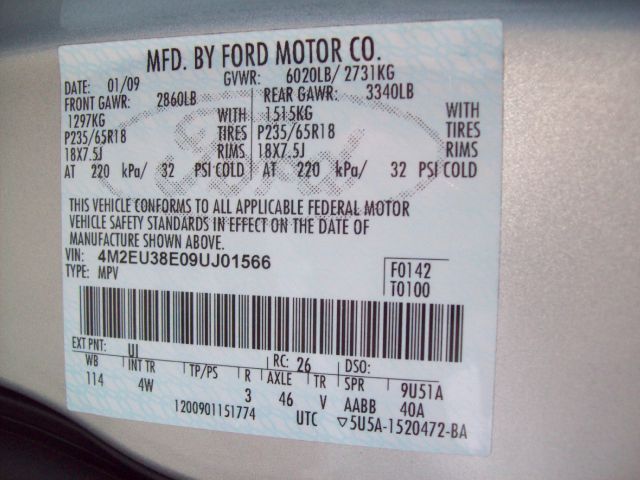 MFD. BY FORD MOTOR CO.
DATE: 01/09 GVWR: 6020LB/ 2731KG
FRONT GAWR: 2860LB REAR GAWR: 3340LB
1297KG WITH 1515KG WITH
P235/65R18 TIRES P235/65R18 TIRES
18X7.5J RIMS 18X7.5J RIMS
AT 220 kPa/ 32 PSI COLD AT 220 kPa/ 32 PSI COLD
THIS VEHICLE CONFORMS TO ALL APPLICABLE FEDERAL MOTOR
VEHICLE SAFETY STANDARDS IN EFFECT ON THE DATE OF
MANUFACTURE SHOWN ABOVE.
VIN: 4M2EU38E09UJ01566 F0142
TYPE: MPV T0100
EXT PNT: UI RC: 26 DSO:
WB INT TR TP/PS R AXLE TR SPR 9U51A
114 4W 3 46 V AABB 40A
1200901151774 UTC ▽5U5A-1520472-BA